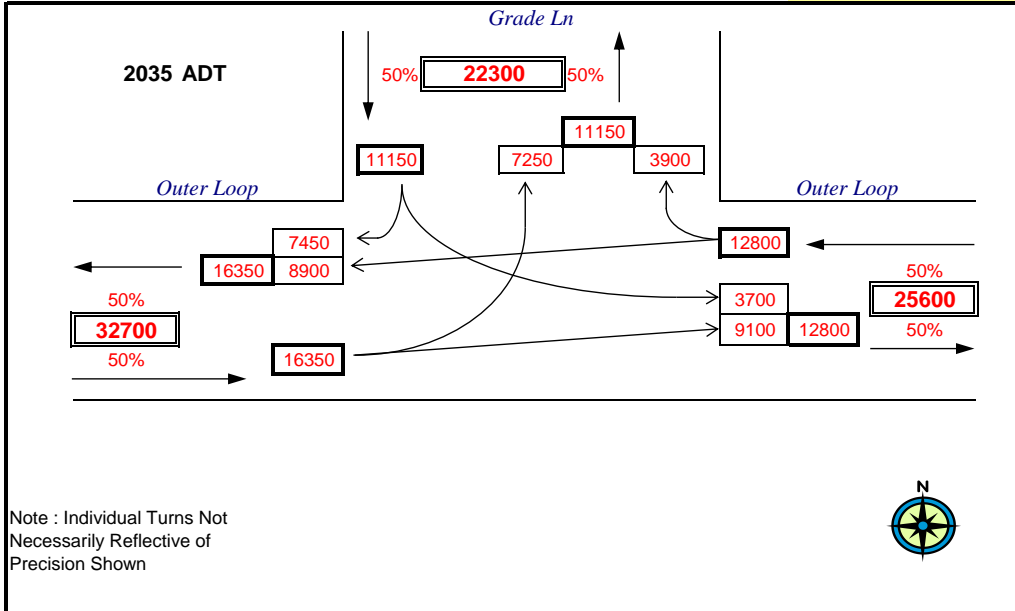 Grade Ln
2035 ADT
50% 22300 50%
11150
11150 7250 3900
Outer Loop Outer Loop
7450
12800
16350 8900
50%
50%
3700
25600
32700
9100 12800
50%
50%
16350
N
Note : Individual Turns Not
Necessarily Reflective of
Precision Shown